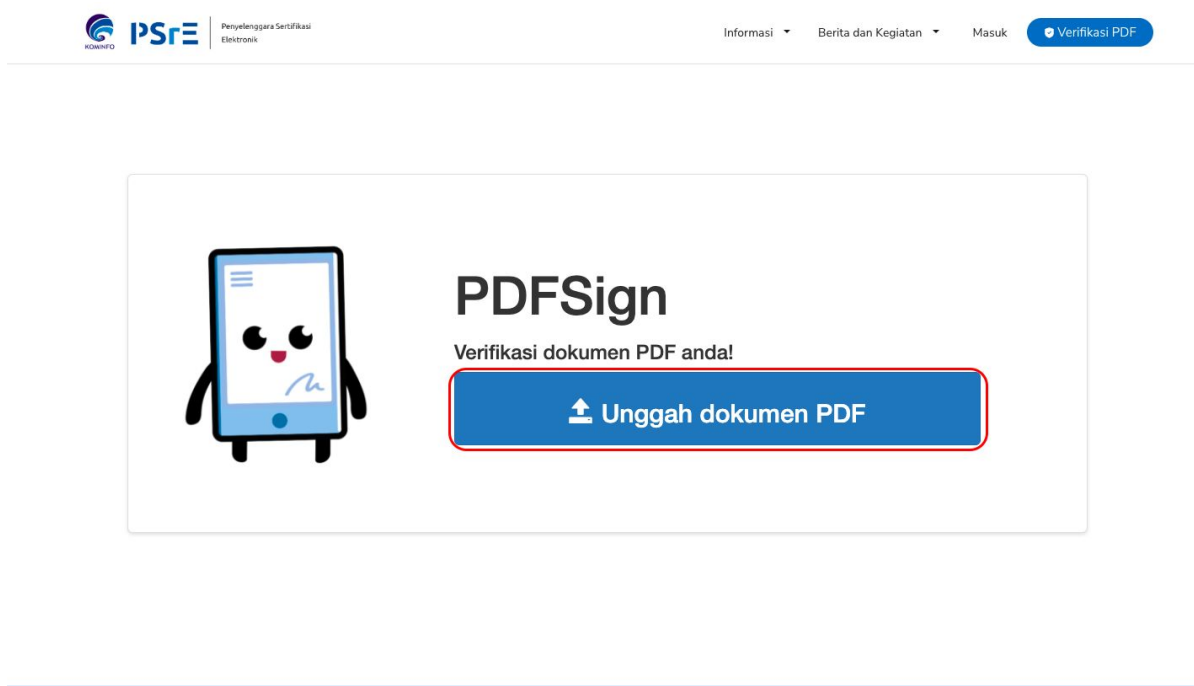 KOMINFO
PSrE
Penyelenggara Sertifikasi
Elektronik
Informasi
Berita dan Kegiatan
Masuk
Verifikasi PDF
PDFSign
Verifikasi dokumen PDF anda!
Unggah dokumen PDF